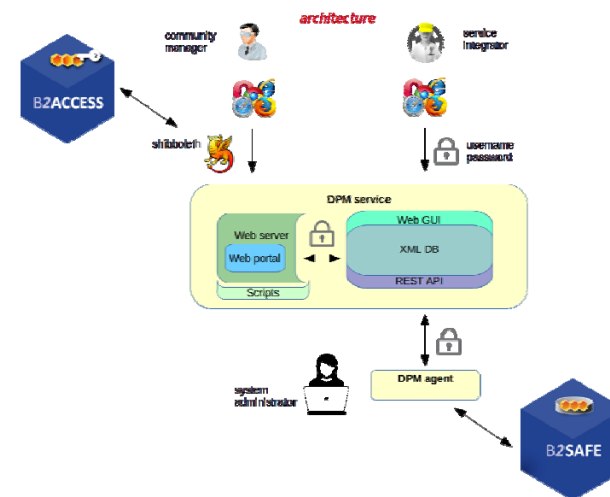 architecture
community
manager
service
integrator
B2ACCESS
shibboleth
username
password
DPM service
Web GUI
Web server
XML DB
Web portal
REST API
Scripts
DPM agent
system
administrator
B2SAFE